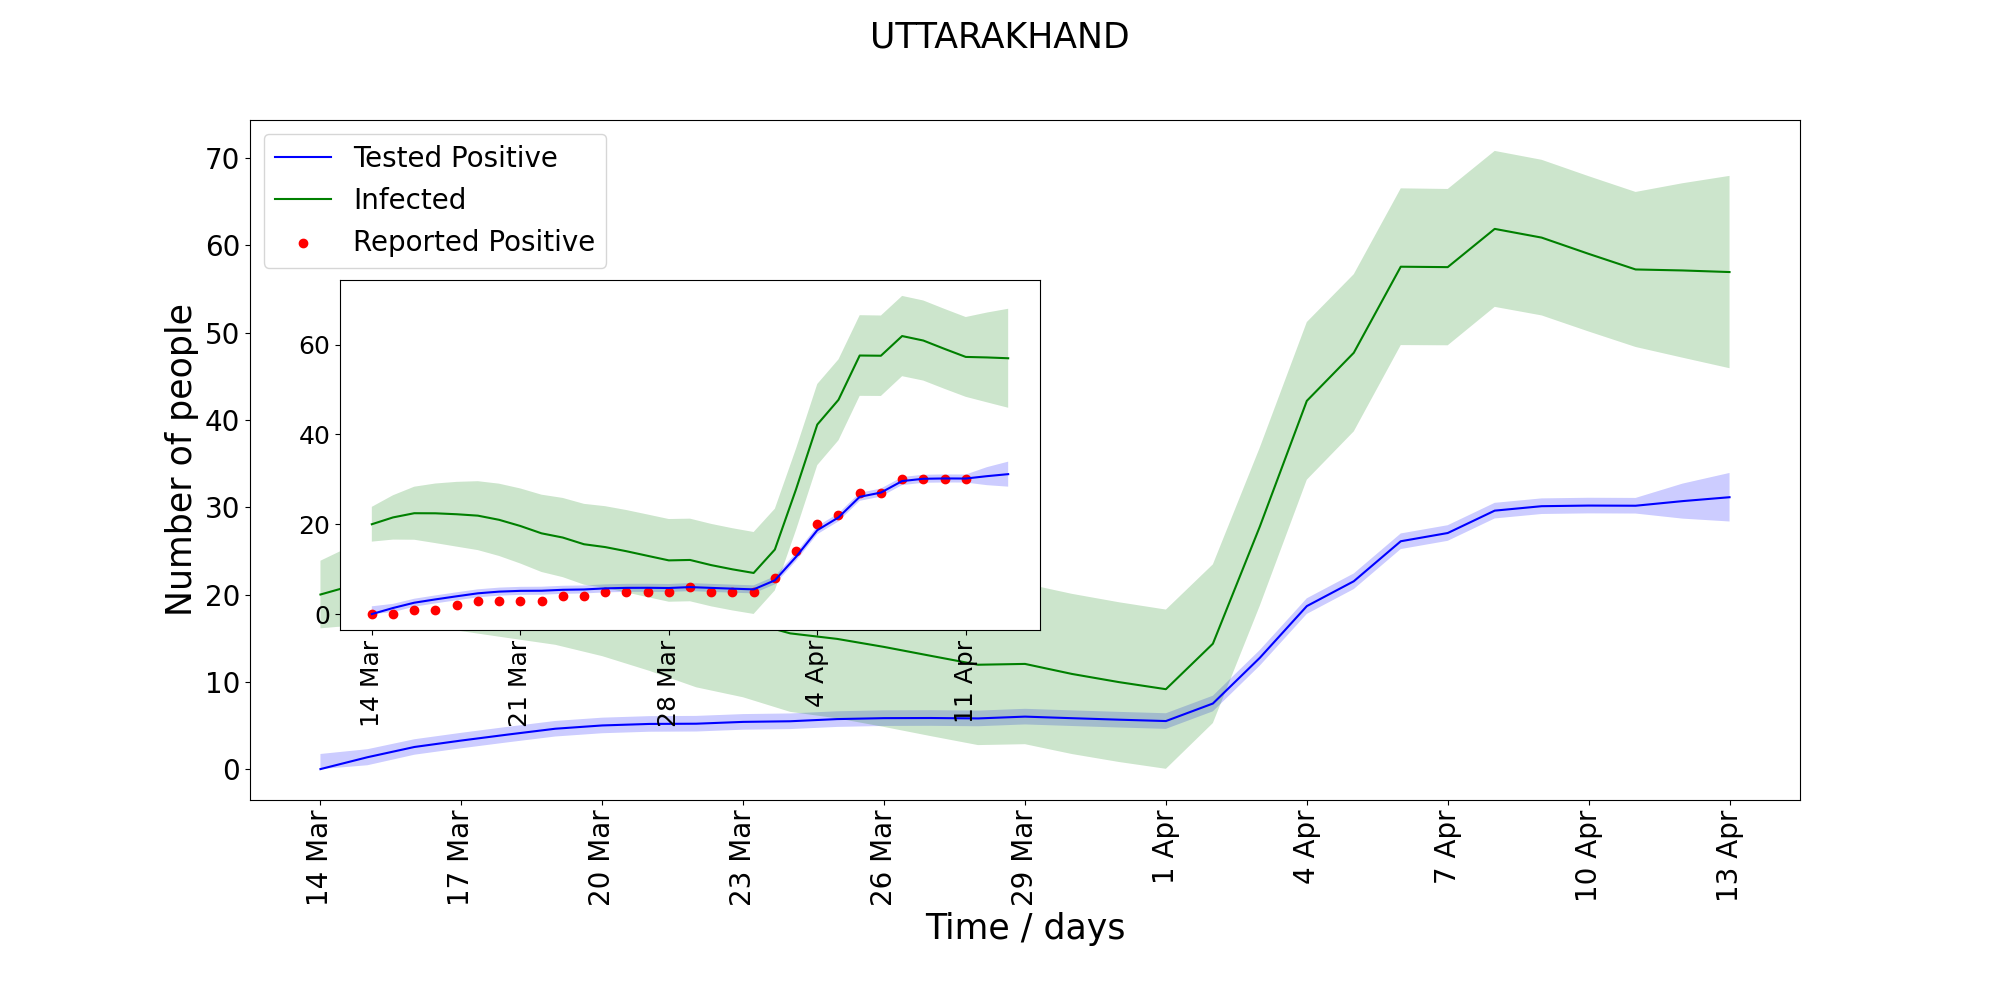 UTTARAKHAND
Tested Positive
Infected
Reported Positive
Number of people
70
60
50
40
30
20
10
0
60
40
20
0
14 Mar
21 Mar
28 Mar
4 Apr
11 Apr
14 Mar
17 Mar
20 Mar
23 Mar
26 Mar
29 Mar
1 Apr
4 Apr
7 Apr
10 Apr
13 Apr
Time / days